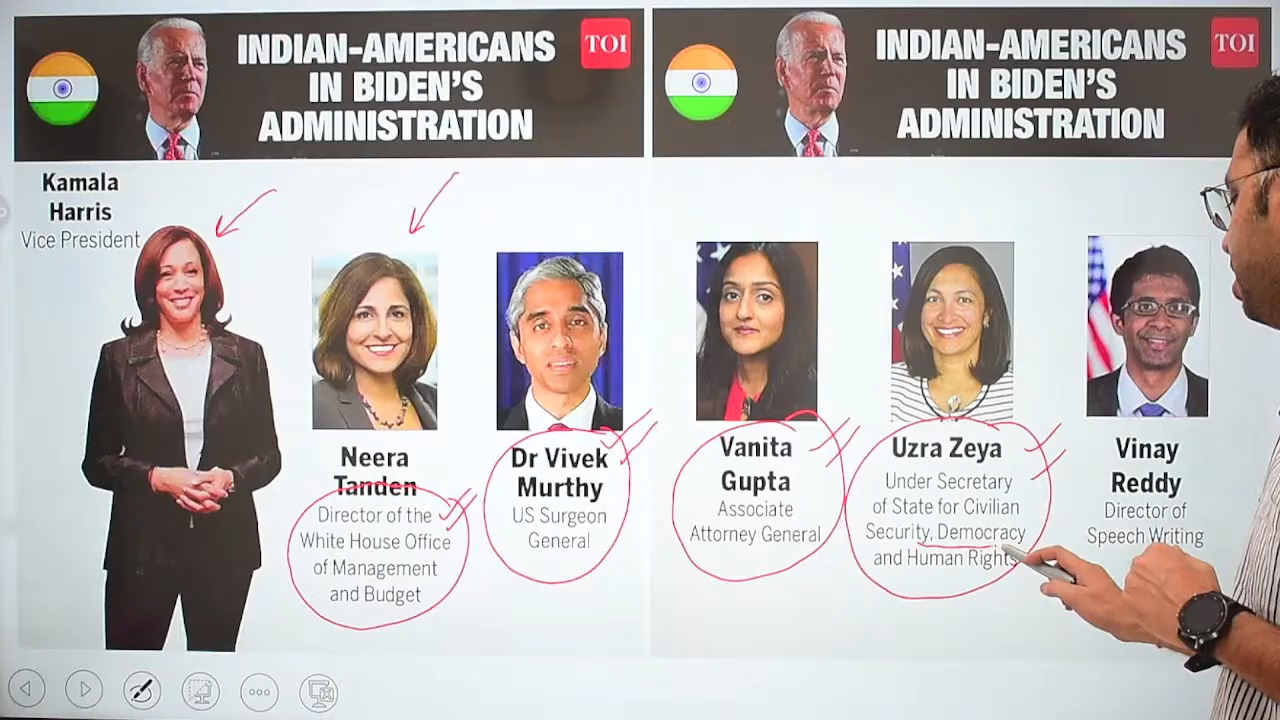 INDIAN-AMERICANS
IN BIDEN'S
ADMINISTRATION
TOI
Kamala
Harris
Vice President
Neera
Tanden
Director of the
White House Office
of Management
and Budget
Dr Vivek
Murthy
US Surgeon
General
INDIAN-AMERICANS
IN BIDEN'S
ADMINISTRATION
TOI
Vanita
Gupta
Associate
Attorney General
Uzra Zeya
Under Secretary
of State for Civilian
Security, Democracy
and Human Rights
Vinay
Reddy
Director of
Speech Writing